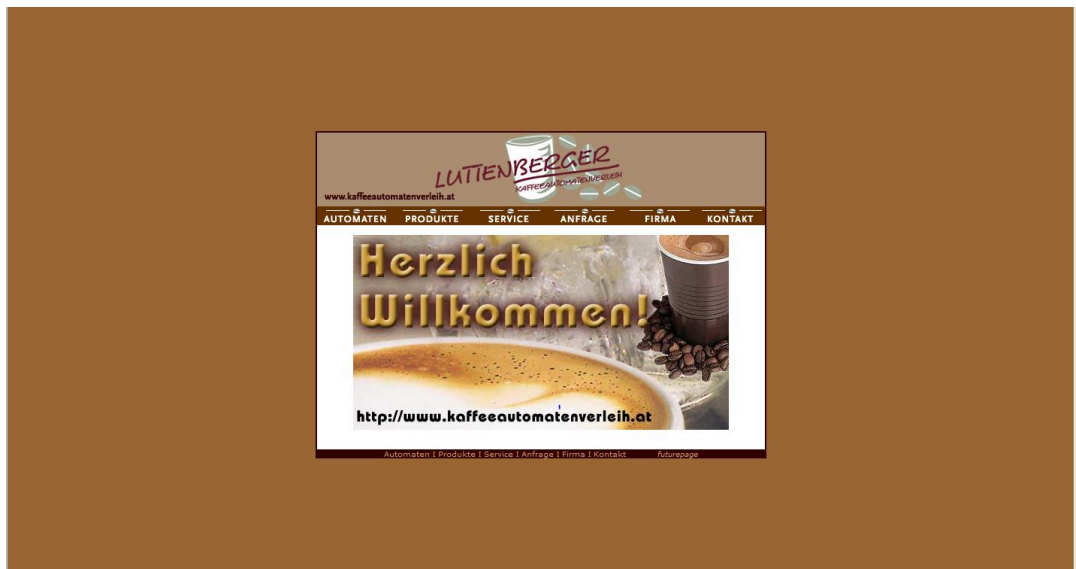 LUTTENBERGER
KAFFEEAUTOMATENVERLEIH
www.kaffeeautomatenverleih.at
AUTOMATEN PRODUKTE SERVICE ANFRAGE FIRMA KONTAKT
Herzlich
Willkommen!
http://www.kaffeeautomatenverleih.at
Automaten I Produkte I Service I Anfrage I Firma I Kontakt futurepage